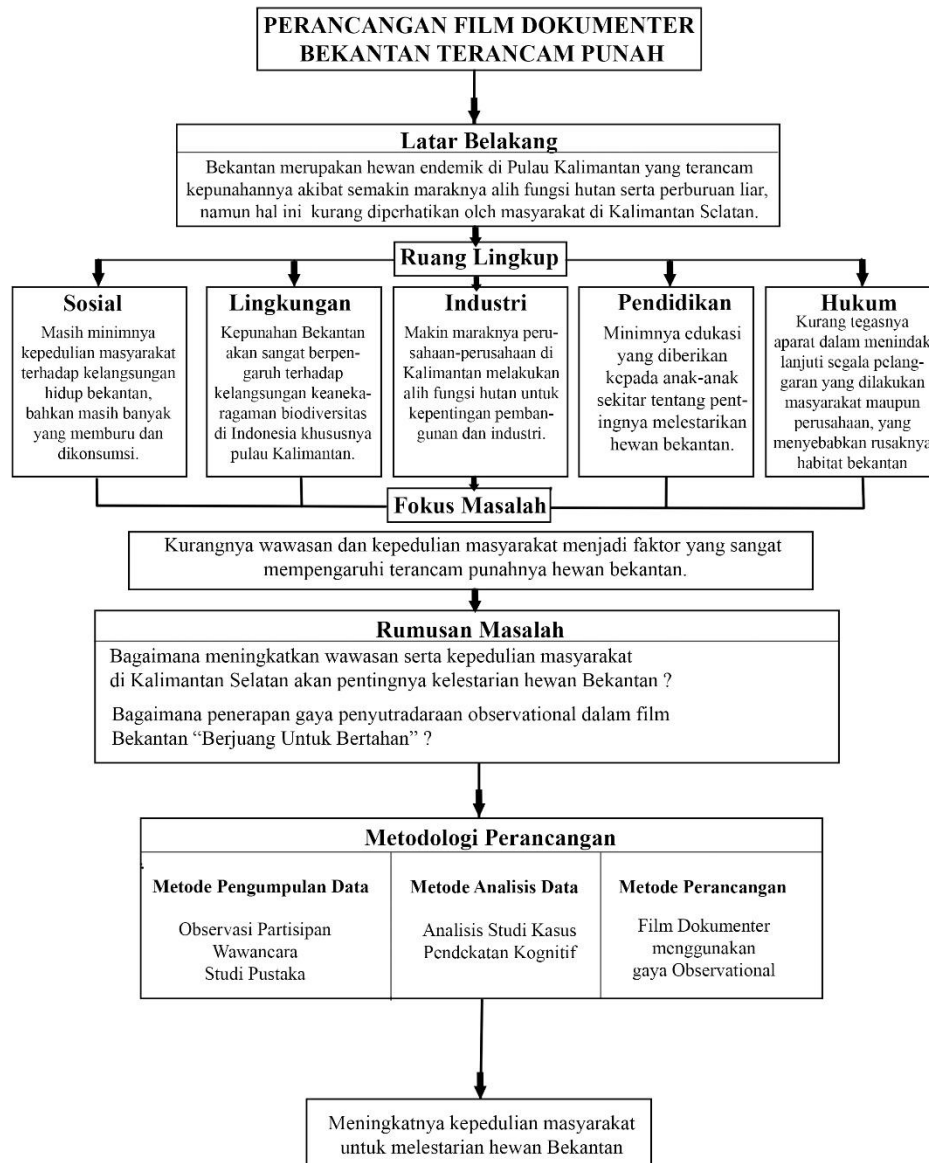 PERANCANGAN FILM DOKUMENTER
BEKANTAN TERANCAM PUNAH
Latar Belakang
Bekantan merupakan hewan endemik di Pulau Kalimantan yang terancam
kepunahannya akibat semakin maraknya alih fungsi hutan serta perburuan liar,
namun hal ini kurang diperhatikan oleh masyarakat di Kalimantan Selatan.
Ruang Lingkup
Sosial
Masih minimnya
kepedulian masyarakat
terhadap kelangsungan
hidup bekantan,
bahkan masih banyak
yang memburu dan
dikonsumsi.
Lingkungan
Kepunahan Bekantan
akan sangat berpen-
garuh terhadap
kelangsungan keaneka-
ragaman biodiversitas
di Indonesia khususnya
pulau Kalimantan.
Industri
Makin maraknya peru-
sahaan-perusahaan di
Kalimantan melakukan
alih fungsi hutan untuk
kepentingan pemban-
gunan dan industri.
Pendidikan
Minimnya edukasi
yang diberikan
kepada anak-anak
sekitar tentang pent-
ingnya melestarikan
hewan bekantan.
Hukum
Kurang tegasnya
aparat dalam menindak
lanjuti segala pelang-
garan yang dilakukan
masyarakat maupun
perusahaan, yang
menyebabkan rusaknya
habitat bekantan
Fokus Masalah
Kurangnya wawasan dan kepedulian masyarakat menjadi faktor yang sangat
mempengaruhi terancam punahnya hewan bekantan.
Rumusan Masalah
Bagaimana meningkatkan wawasan serta kepedulian masyarakat
di Kalimantan Selatan akan pentingnya kelestarian hewan Bekantan ?
Bagaimana penerapan gaya penyutradaraan observational dalam film
Bekantan “Berjuang Untuk Bertahan” ?
Metodologi Perancangan
Metode Pengumpulan Data
Observasi Partisipan
Wawancara
Studi Pustaka
Metode Analisis Data
Analisis Studi Kasus
Pendekatan Kognitif
Metode Perancangan
Film Dokumenter
menggunakan
gaya Observational
Meningkatnya kepedulian masyarakat
untuk melestarian hewan Bekantan